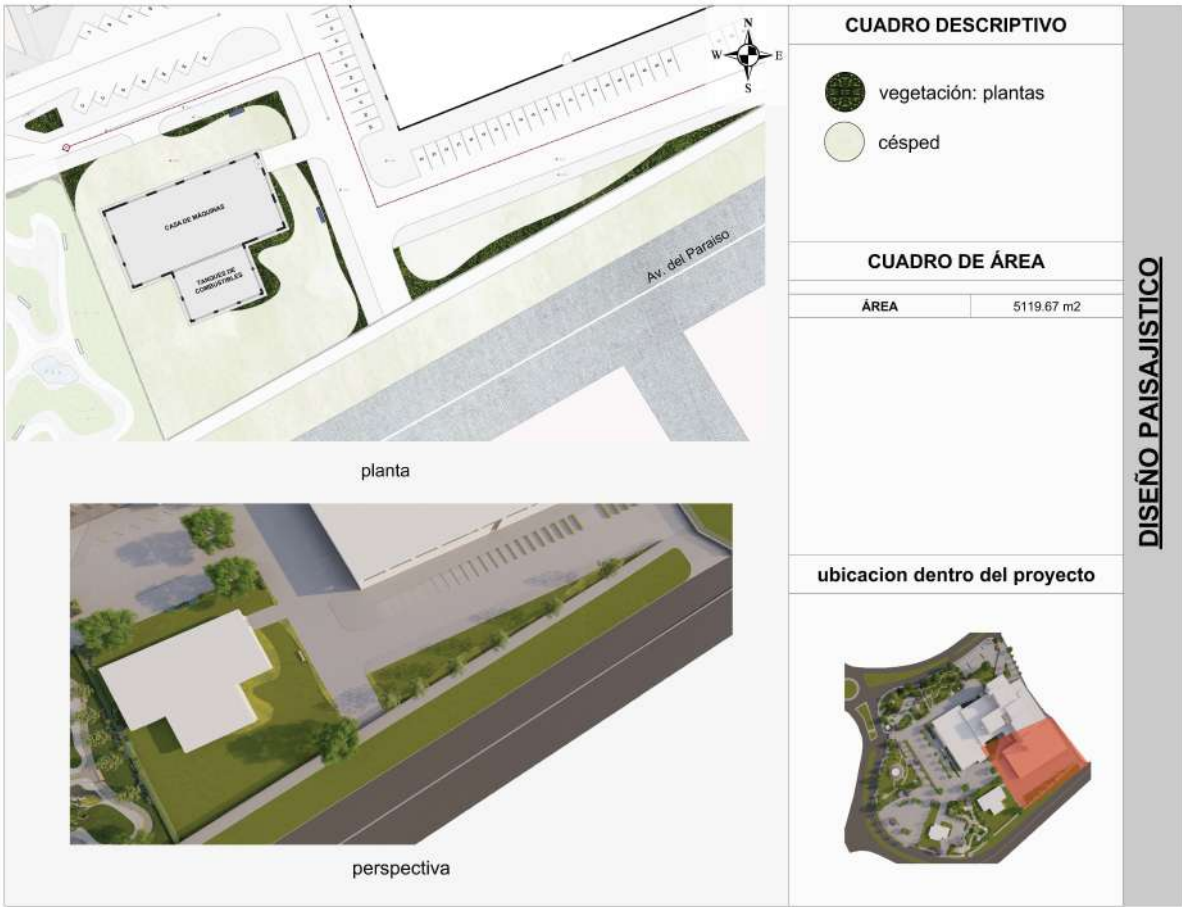 N
W
E
S
CASA DE MÁQUINAS
TANQUES DE
COMBUSTIBLES
Av. del Paraiso
planta
perspectiva
CUADRO DESCRIPTIVO
vegetación: plantas
césped
CUADRO DE ÁREA
ÁREA 5119.67 m2
ubicacion dentro del proyecto
DISEÑO PAISAJISTICO